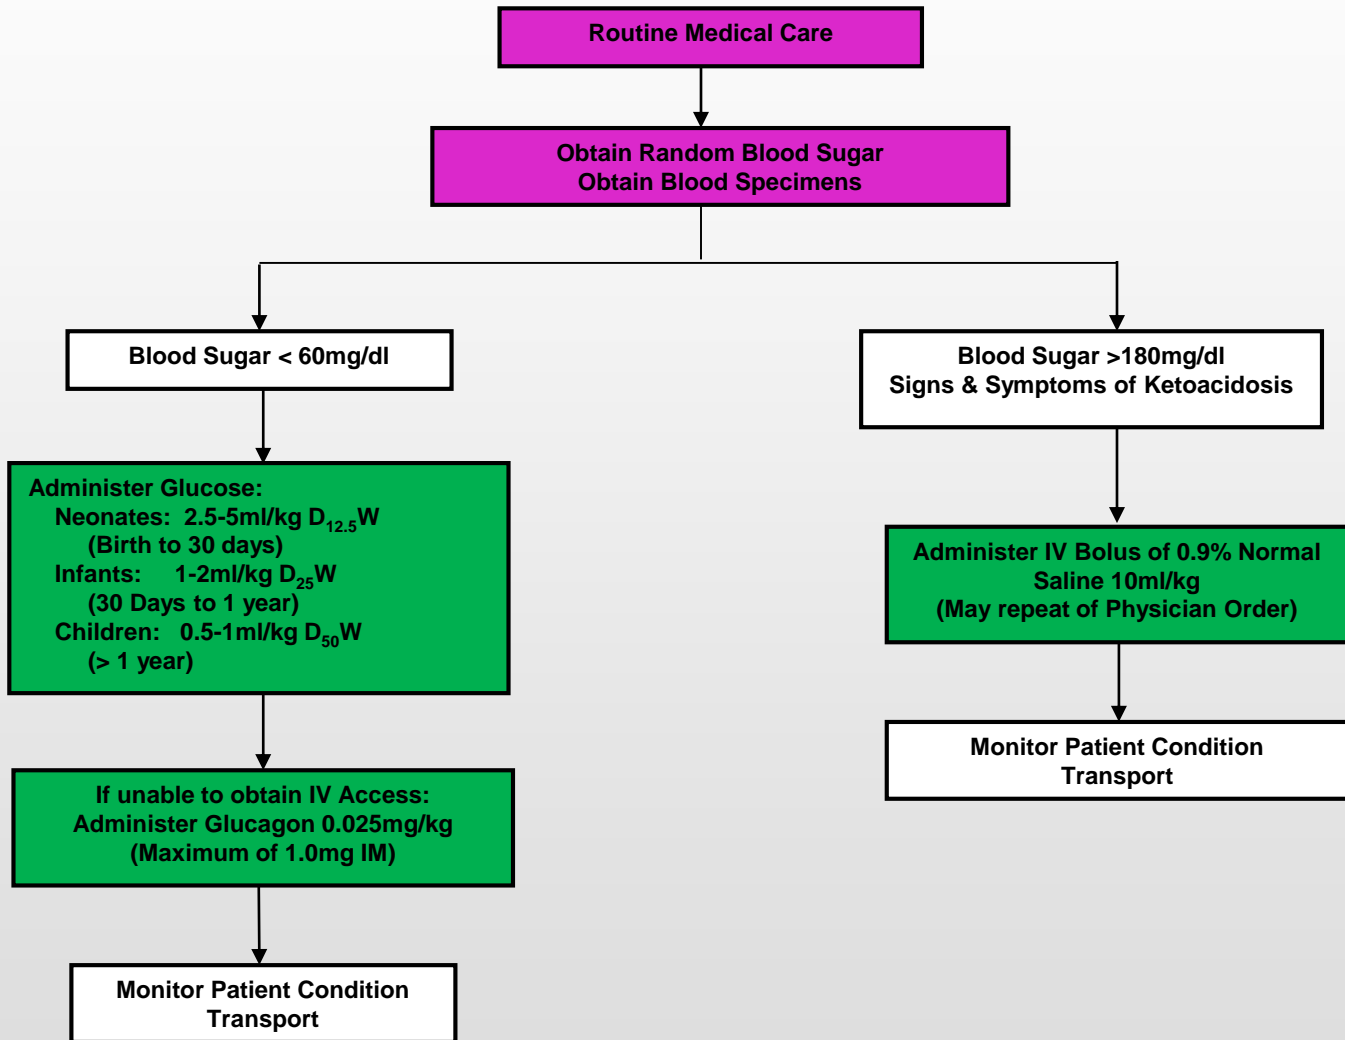 Routine Medical Care
Obtain Random Blood Sugar
Obtain Blood Specimens
Blood Sugar < 60mg/dl
Administer Glucose:
Neonates: 2.5-5ml/kg D12.5W
(Birth to 30 days)
Infants: 1-2ml/kg D25W
(30 Days to 1 year)
Children: 0.5-1ml/kg D50W
(> 1 year)
If unable to obtain IV Access:
Administer Glucagon 0.025mg/kg
(Maximum of 1.0mg IM)
Monitor Patient Condition
Transport
Blood Sugar >180mg/dl
Signs & Symptoms of Ketoacidosis
Administer IV Bolus of 0.9% Normal
Saline 10ml/kg
(May repeat of Physician Order)
Monitor Patient Condition
Transport